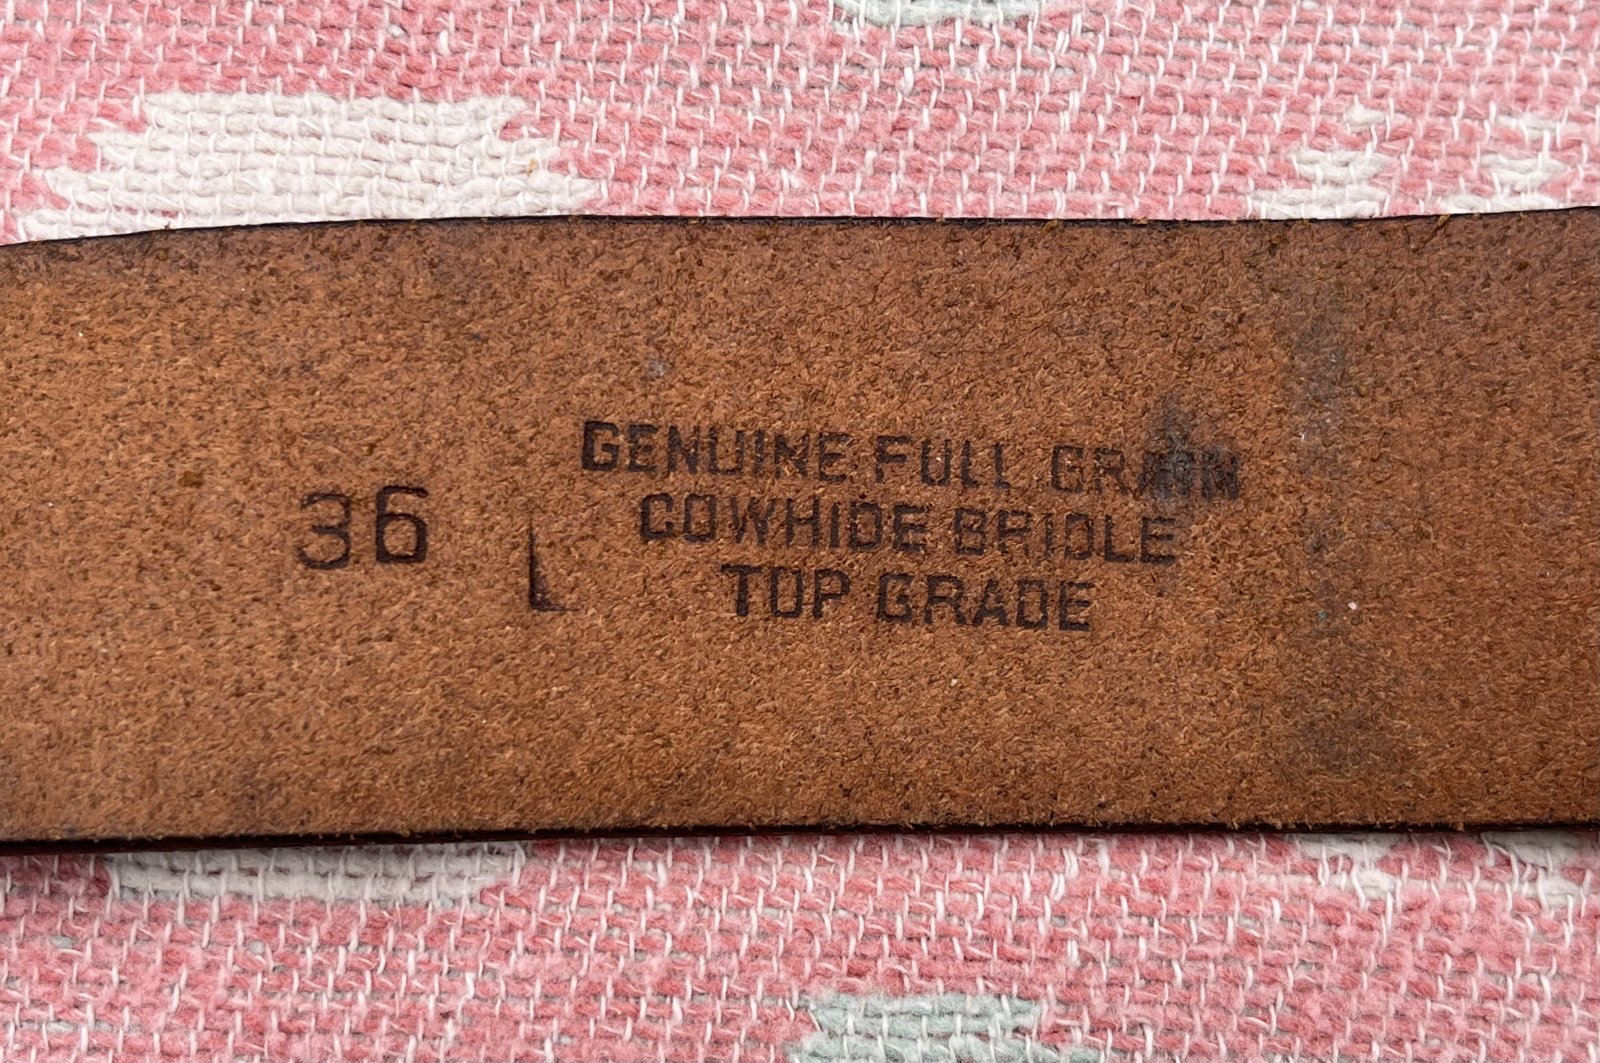 36
GENUINE FULL GRAIN
COWHIDE BRIDLE
TOP GRADE